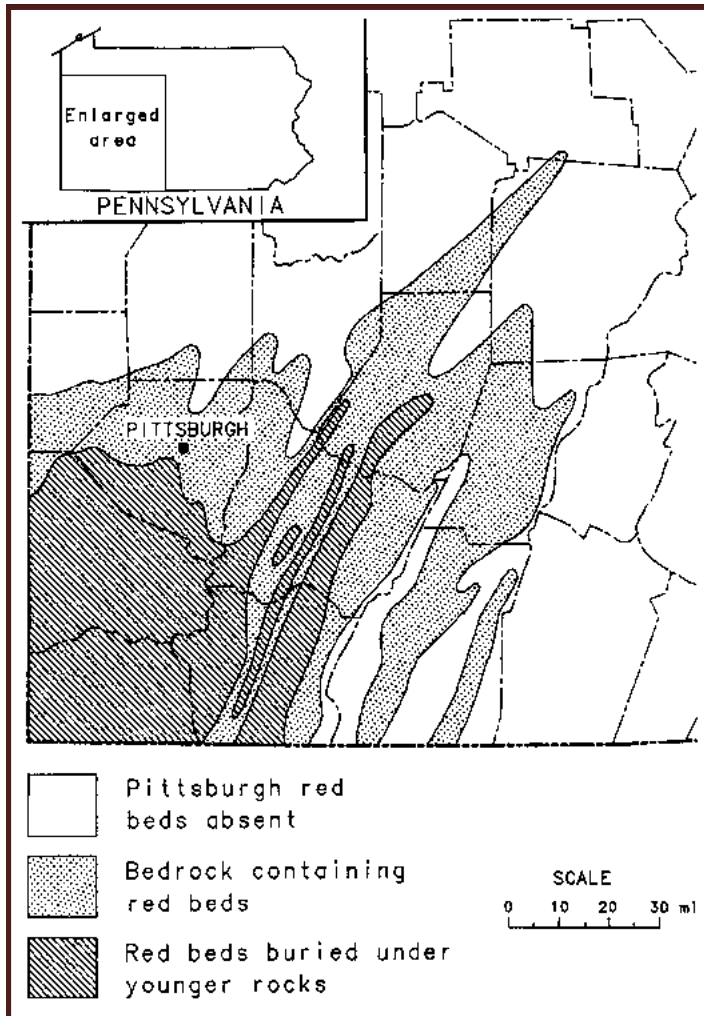 Enlarged
area
PENNSYLVANIA
PITTSBURGH
Pittsburgh red
beds absent
Bedrock containing
red beds
Red beds buried under
younger rocks
SCALE
0 10 20 30 mi